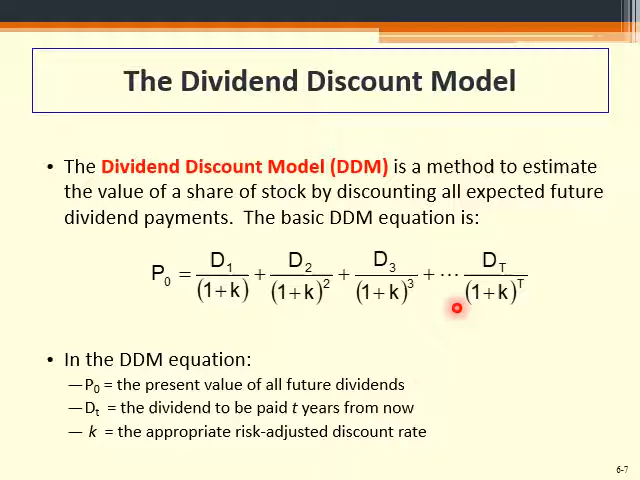 The Dividend Discount Model
• The Dividend Discount Model (DDM) is a method to estimate
the value of a share of stock by discounting all expected future
dividend payments. The basic DDM equation is:
P₀ = D₁/(1+k) + D₂/(1+k)² + D₃/(1+k)³ + ⋯ D_T/(1+k)^T
• In the DDM equation:
—P₀ = the present value of all future dividends
—Dₜ = the dividend to be paid t years from now
— k = the appropriate risk-adjusted discount rate
6-7